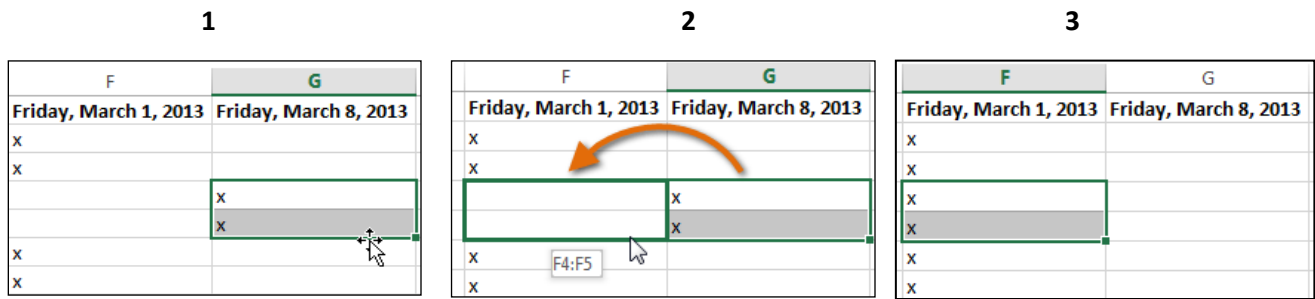 1
F G
Friday, March 1, 2013 Friday, March 8, 2013
x
x
x
x
x
x
2
F G
Friday, March 1, 2013 Friday, March 8, 2013
x
x
x
x
x
F4:F5
x
3
F G
Friday, March 1, 2013 Friday, March 8, 2013
x
x
x
x
x
x